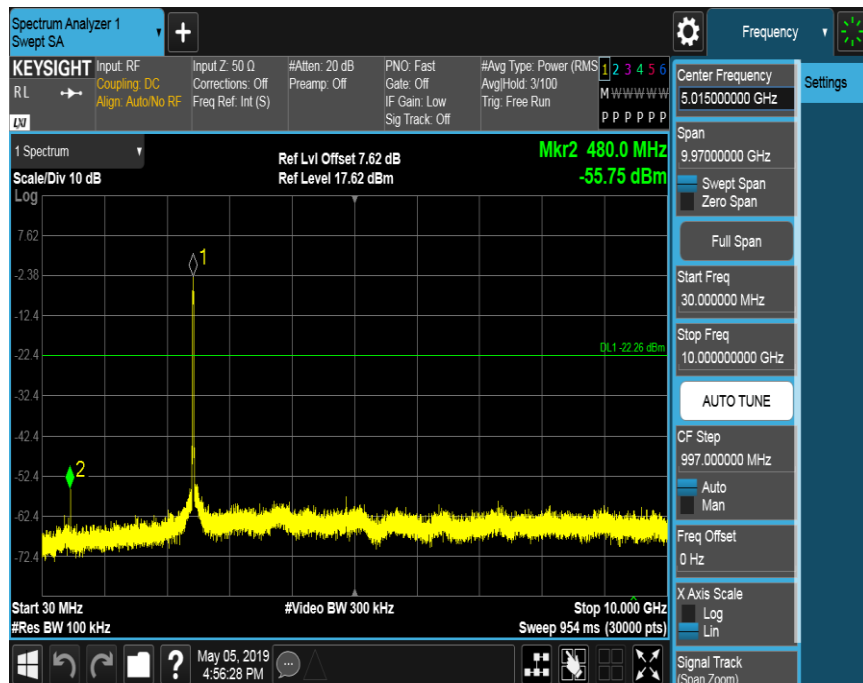 Spectrum Analyzer 1
Swept SA
+
Frequency
KEYSIGHT
RL
LXI
Input: RF
Coupling: DC
Align: Auto/No RF
Input Z: 50 Ω
Corrections: Off
Freq Ref: Int (S)
#Atten: 20 dB
Preamp: Off
PNO: Fast
Gate: Off
IF Gain: Low
Sig Track: Off
#Avg Type: Power (RMS
Avg|Hold: 3/100
Trig: Free Run
1 2 3 4 5 6
M W W W W W
P P P P P P
Center Frequency
5.015000000 GHz
Settings
Span
9.97000000 GHz
Swept Span
Zero Span
Full Span
Start Freq
30.000000 MHz
Stop Freq
10.000000000 GHz
AUTO TUNE
CF Step
997.000000 MHz
Auto
Man
Freq Offset
0 Hz
X Axis Scale
Log
Lin
Signal Track
(Span Zoom)
1 Spectrum
Scale/Div 10 dB
Ref Lvl Offset 7.62 dB
Ref Level 17.62 dBm
Mkr2 480.0 MHz
-55.75 dBm
Log
7.62
-2.38
-12.4
-22.4
-32.4
-42.4
-52.4
-62.4
-72.4
1
2
DL1 -22.26 dBm
Start 30 MHz
#Res BW 100 kHz
#Video BW 300 kHz
Stop 10.000 GHz
Sweep 954 ms (30000 pts)
?
May 05, 2019
4:56:28 PM